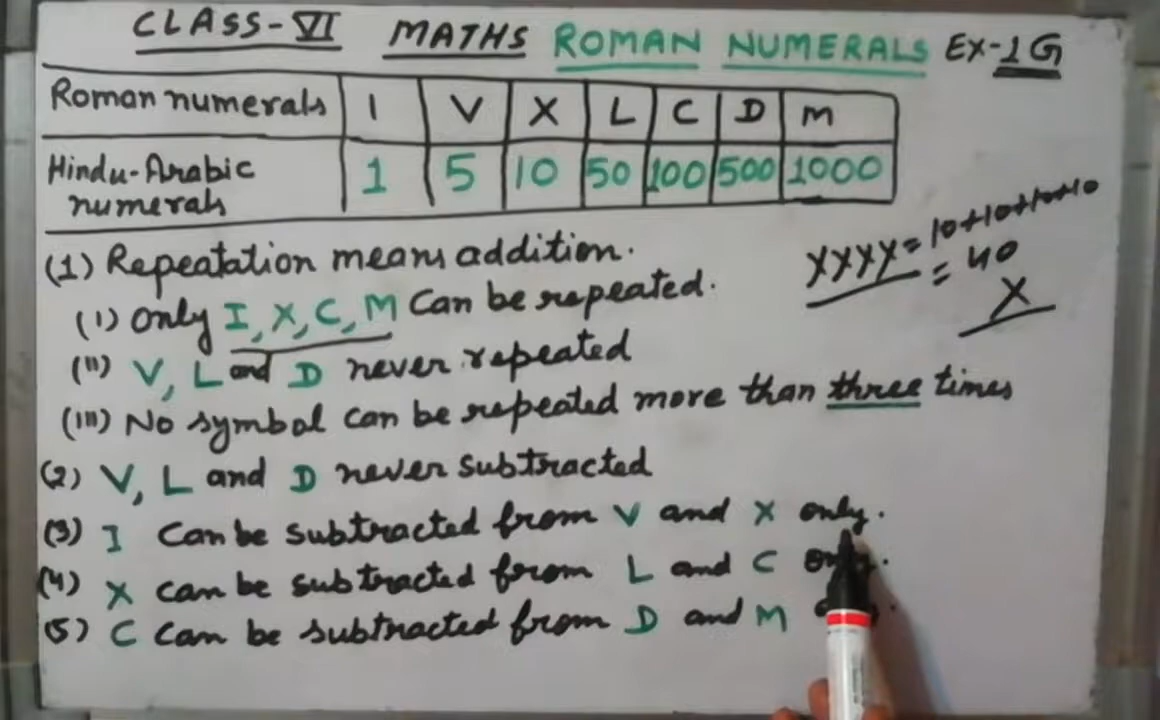 CLASS-VI MATHS ROMAN NUMERALS EX-1G
Roman numerals I V X L C D M
Hindu-Arabic numerals 1 5 10 50 100 500 1000
XXXX = 10+10+10+10
= 40
X
(1) Repeatation means addition.
(i) Only I, X, C, M Can be repeated.
(ii) V, L and D never repeated
(iii) No symbol can be repeated more than three times
(2) V, L and D never subtracted
(3) I Can be subtracted from V and X only.
(4) X can be subtracted from L and C
(5) C Can be subtracted from D and M